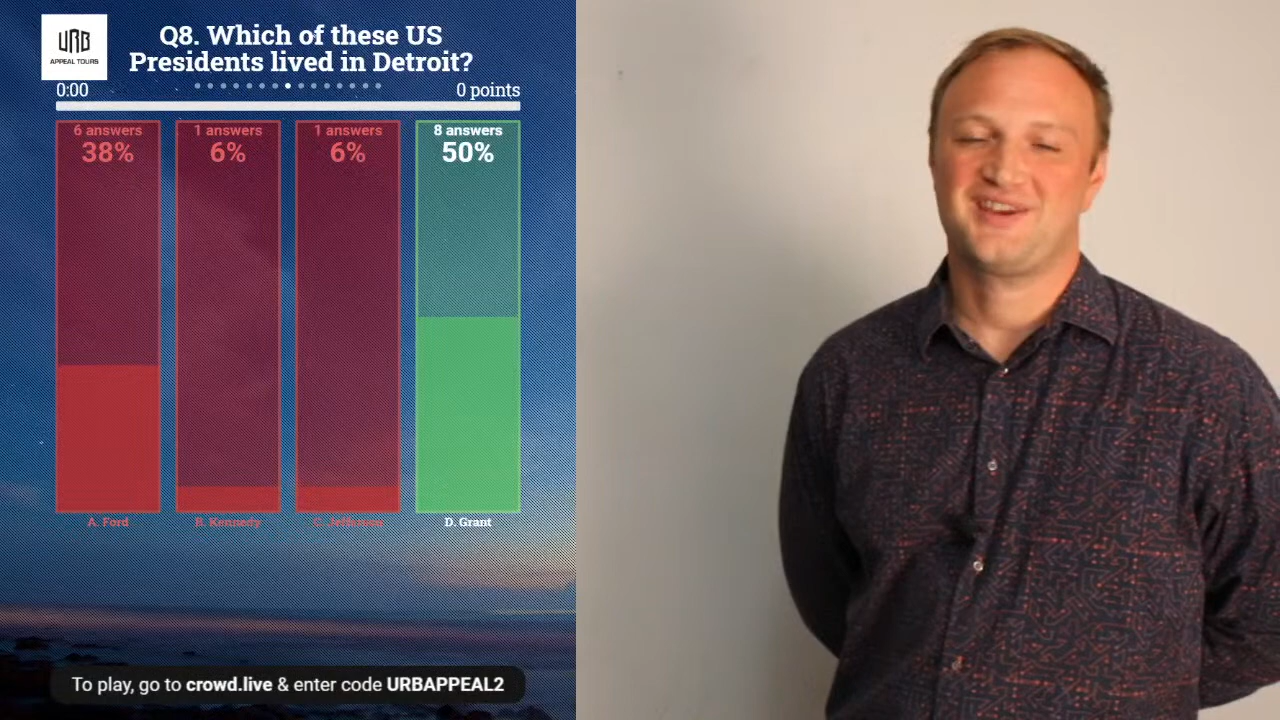 URB
APPEAL TOURS
Q8. Which of these US
Presidents lived in Detroit?
0:00
0 points
6 answers
38%
1 answers
6%
1 answers
6%
8 answers
50%
A. Ford
B. Kennedy
C. Jefferson
D. Grant
To play, go to crowd.live & enter code URBAPPEAL2